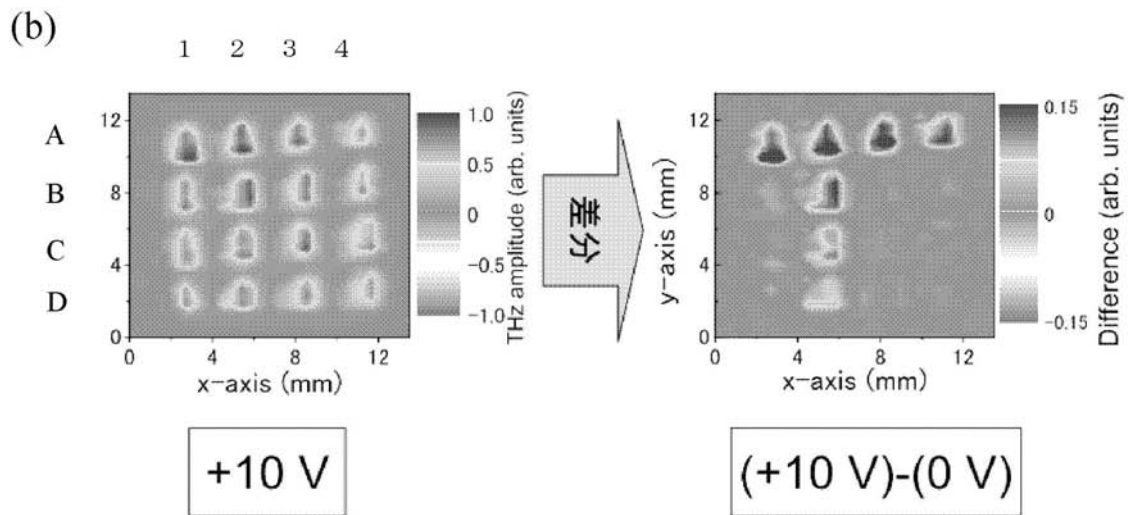 (b)
1 2 3 4
A
B
C
D
12
8
4
0
0 4 8 12
x-axis (mm)
1.0
0.5
0
-0.5
-1.0
THz amplitude (arb. units)
差分
y-axis (mm)
12
8
4
0
0 4 8 12
x-axis (mm)
0.15
0
-0.15
Difference (arb. units)
+10 V
(+10 V)-(0 V)